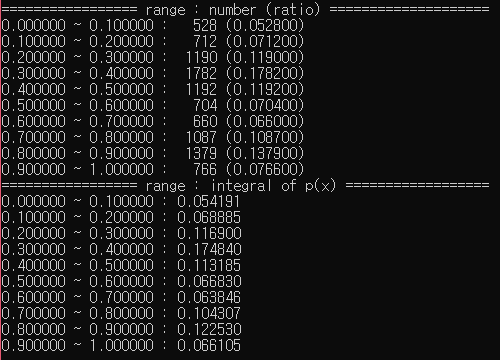 ================= range : number (ratio) ====================
0.000000 ~ 0.100000 :   528 (0.052800)
0.100000 ~ 0.200000 :   712 (0.071200)
0.200000 ~ 0.300000 :  1190 (0.119000)
0.300000 ~ 0.400000 :  1782 (0.178200)
0.400000 ~ 0.500000 :  1192 (0.119200)
0.500000 ~ 0.600000 :   704 (0.070400)
0.600000 ~ 0.700000 :   660 (0.066000)
0.700000 ~ 0.800000 :  1087 (0.108700)
0.800000 ~ 0.900000 :  1379 (0.137900)
0.900000 ~ 1.000000 :   766 (0.076600)
================= range : integral of p(x) ==================
0.000000 ~ 0.100000 : 0.054191
0.100000 ~ 0.200000 : 0.068885
0.200000 ~ 0.300000 : 0.116900
0.300000 ~ 0.400000 : 0.174840
0.400000 ~ 0.500000 : 0.113185
0.500000 ~ 0.600000 : 0.066830
0.600000 ~ 0.700000 : 0.063846
0.700000 ~ 0.800000 : 0.104307
0.800000 ~ 0.900000 : 0.122530
0.900000 ~ 1.000000 : 0.066105